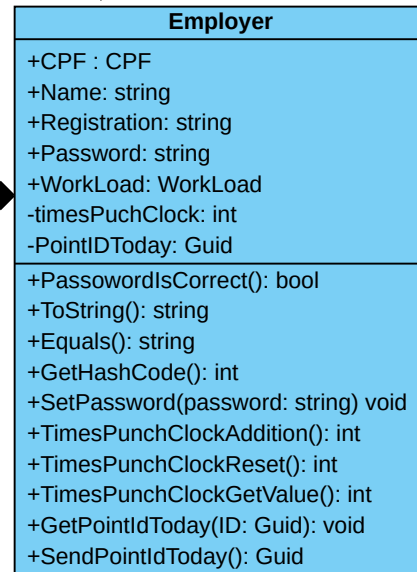 Employer
+CPF : CPF
+Name: string
+Registration: string
+Password: string
+WorkLoad: WorkLoad
-timesPuchClock: int
-PointIDToday: Guid
+PassowordIsCorrect(): bool
+ToString(): string
+Equals(): string
+GetHashCode(): int
+SetPassword(password: string) void
+TimesPunchClockAddition(): int
+TimesPunchClockReset(): int
+TimesPunchClockGetValue(): int
+GetPointIdToday(ID: Guid): void
+SendPointIdToday(): Guid